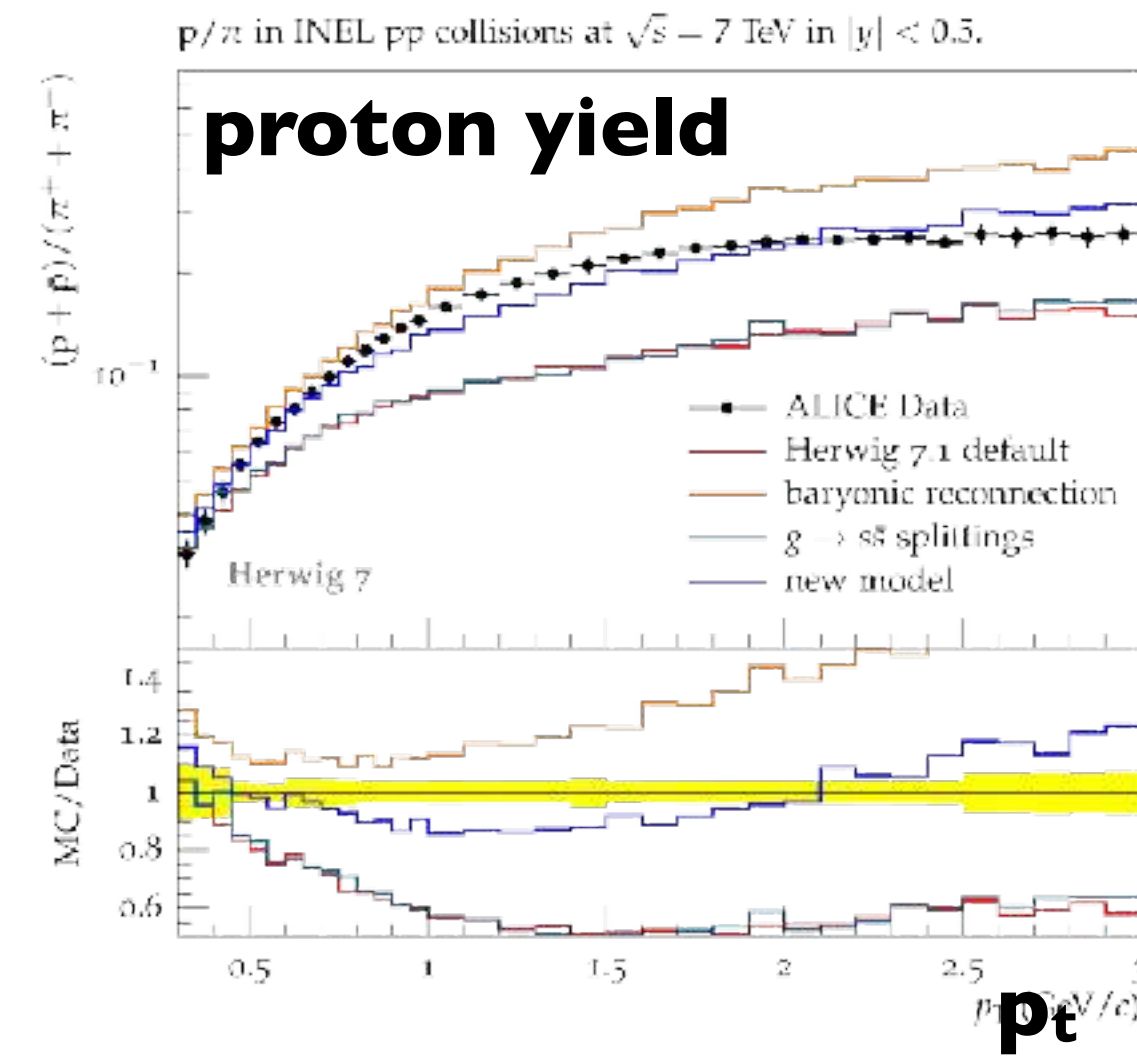 p/π in INEL pp collisions at √s = 7 TeV in |y| < 0.5.
proton yield
(p + p̄)/(π⁺ + π⁻)
10⁻¹
ALICE Data
Herwig 7.1 default
baryonic reconnection
g → ss̄ splittings
new model
Herwig 7
MC/Data
1.4
1.2
1
0.8
0.6
0.5 1 1.5 2 2.5
pt